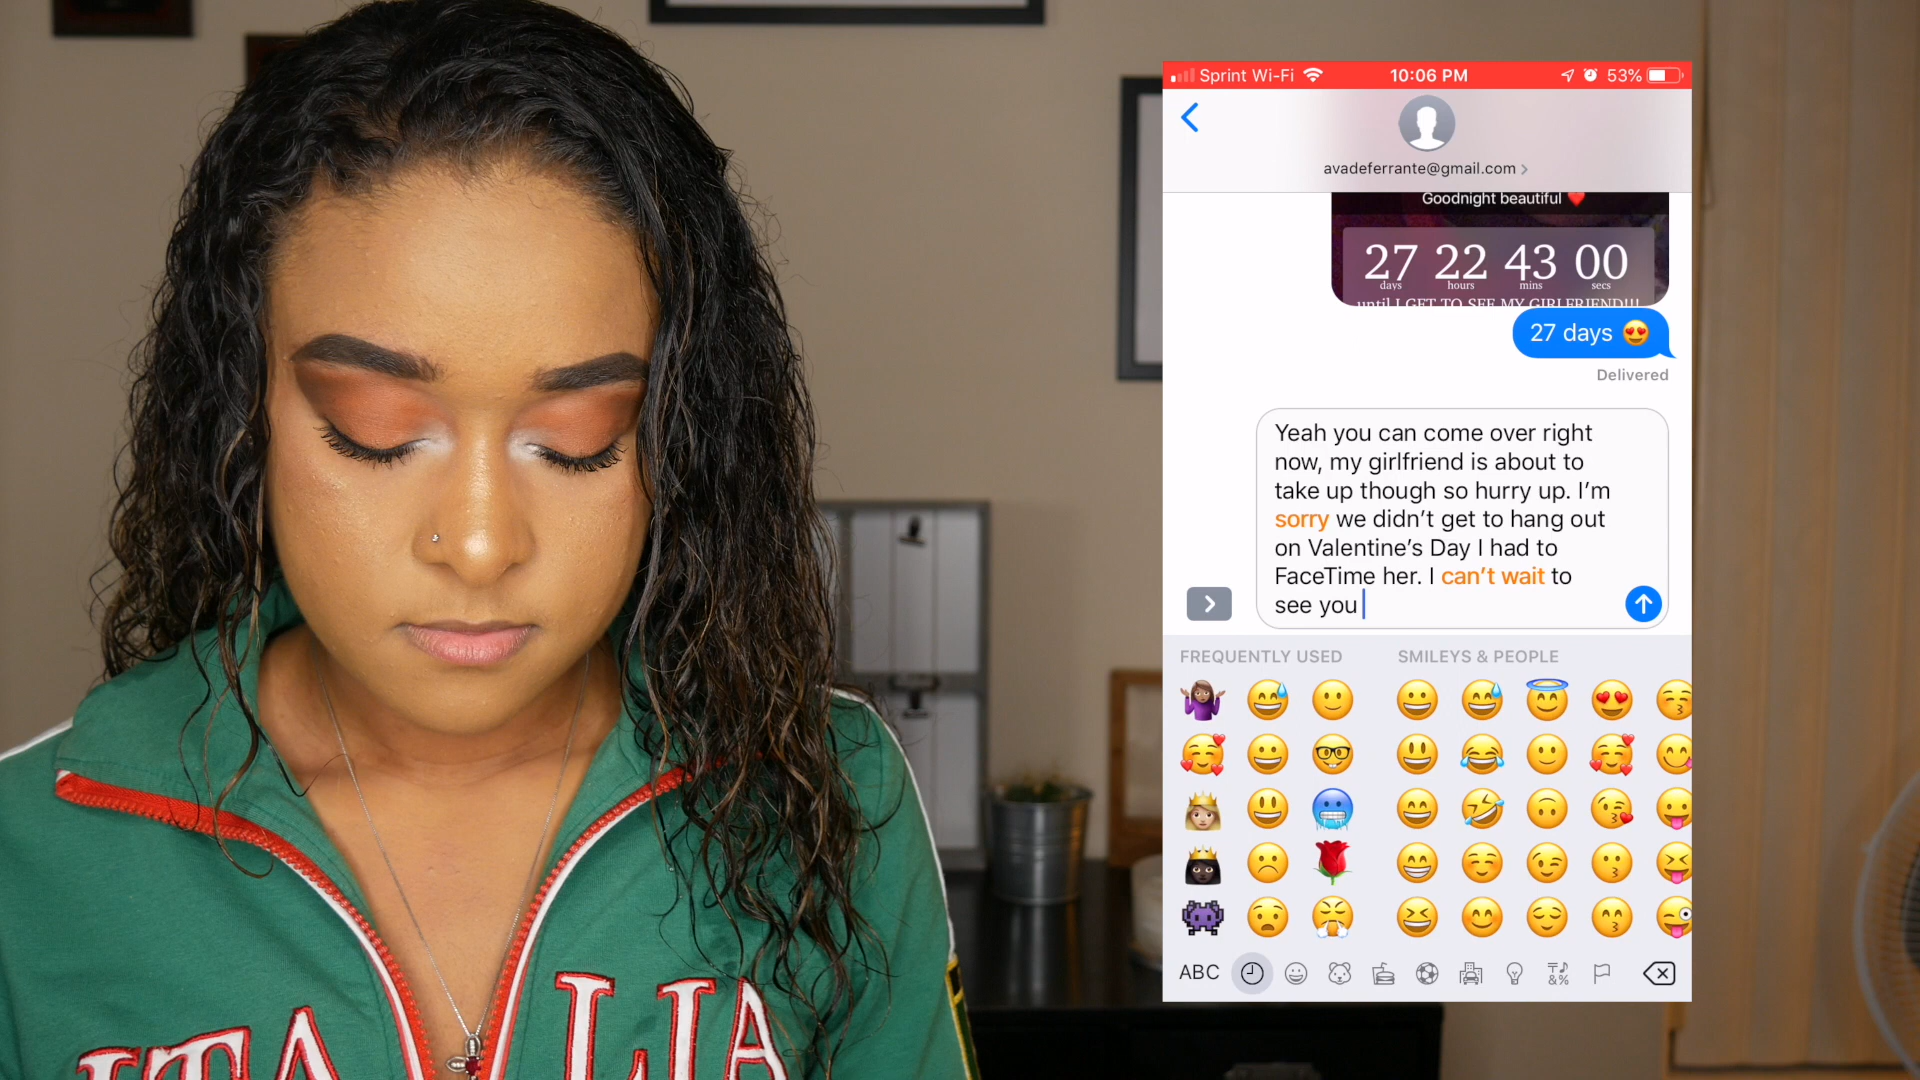 Sprint Wi-Fi 10:06 PM 53%
avadeferrante@gmail.com
Goodnight beautiful ❤️
27 22 43 00
days hours mins secs
until I GET TO SEE MY GIRLFRIEND!!!
27 days 😍
Delivered
Yeah you can come over right
now, my girlfriend is about to
take up though so hurry up. I’m
sorry we didn’t get to hang out
on Valentine’s Day I had to
FaceTime her. I can’t wait to
see you
FREQUENTLY USED SMILEYS & PEOPLE
ABC
ITALIA